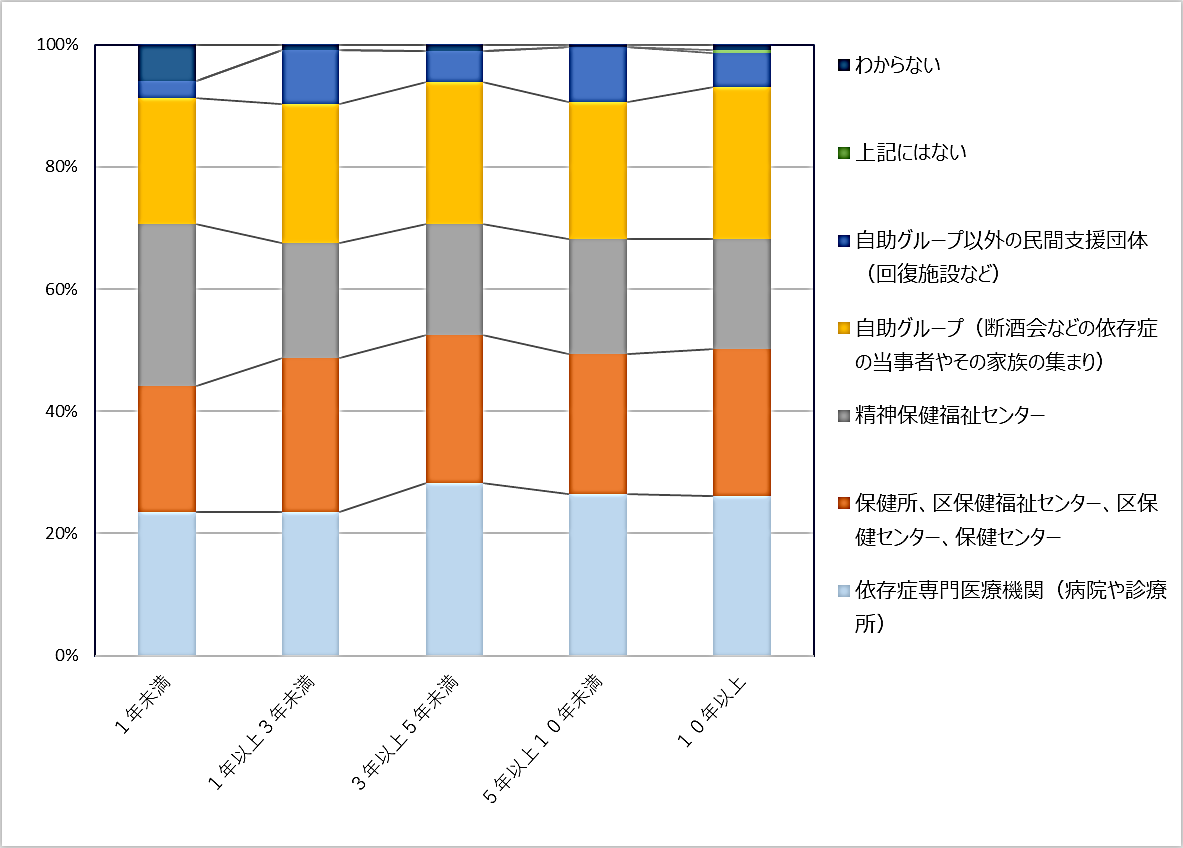 100%
80%
60%
40%
20%
0%
１年未満
１年以上３年未満
３年以上５年未満
５年以上１０年未満
１０年以上
わからない
上記にはない
自助グループ以外の民間支援団体
（回復施設など）
自助グループ（断酒会などの依存症
の当事者やその家族の集まり）
精神保健福祉センター
保健所、区保健福祉センター、区保
健センター、保健センター
依存症専門医療機関（病院や診療
所）